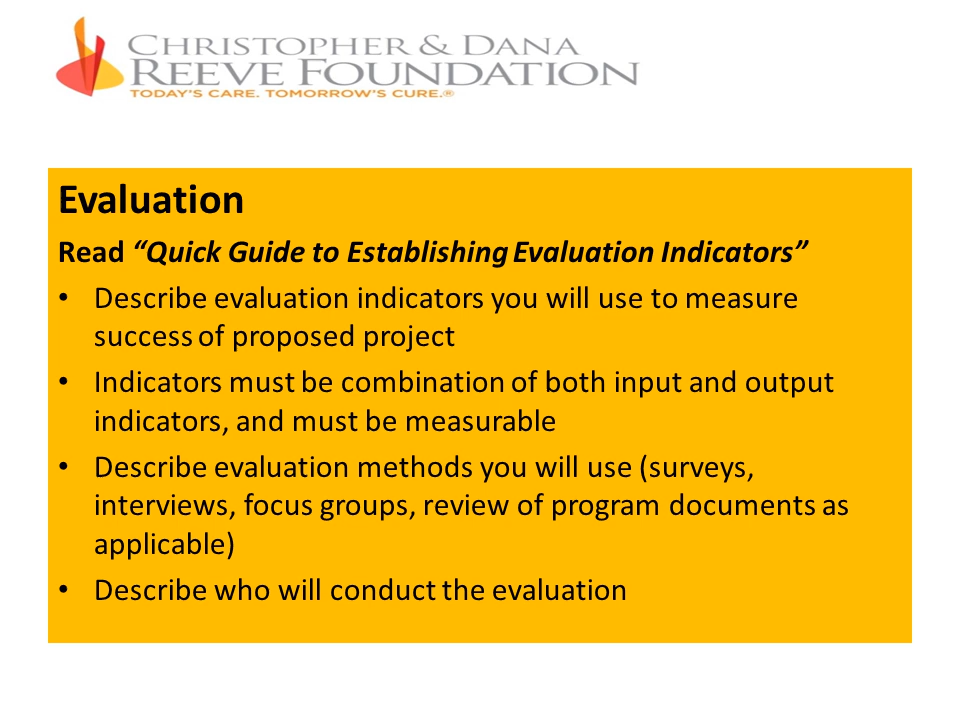 CHRISTOPHER & DANA
REEVE FOUNDATION
TODAY'S CARE. TOMORROW'S CURE.®
Evaluation
Read “Quick Guide to Establishing Evaluation Indicators”
• Describe evaluation indicators you will use to measure
success of proposed project
• Indicators must be combination of both input and output
indicators, and must be measurable
• Describe evaluation methods you will use (surveys,
interviews, focus groups, review of program documents as
applicable)
• Describe who will conduct the evaluation